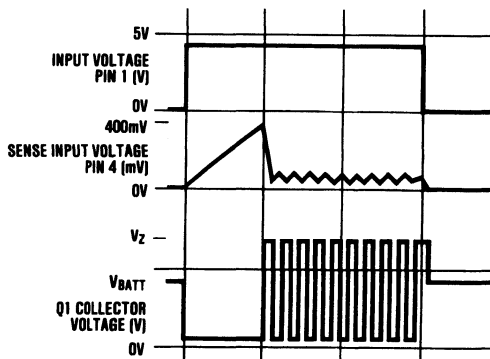 5V
INPUT VOLTAGE
PIN 1 (V)
0V
400mV
SENSE INPUT VOLTAGE
PIN 4 (mV)
0V
VZ
VBATT
Q1 COLLECTOR
VOLTAGE (V)
0V